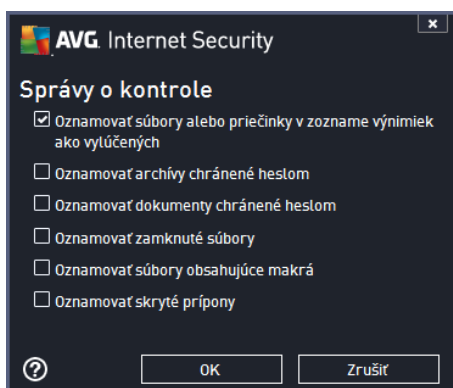 AVG. Internet Security
Správy o kontrole
Oznamovať súbory alebo priečinky v zozname výnimiek
ako vylúčených
Oznamovať archívy chránené heslom
Oznamovať dokumenty chránené heslom
Oznamovať zamknuté súbory
Oznamovať súbory obsahujúce makrá
Oznamovať skryté prípony
OK
Zrušiť